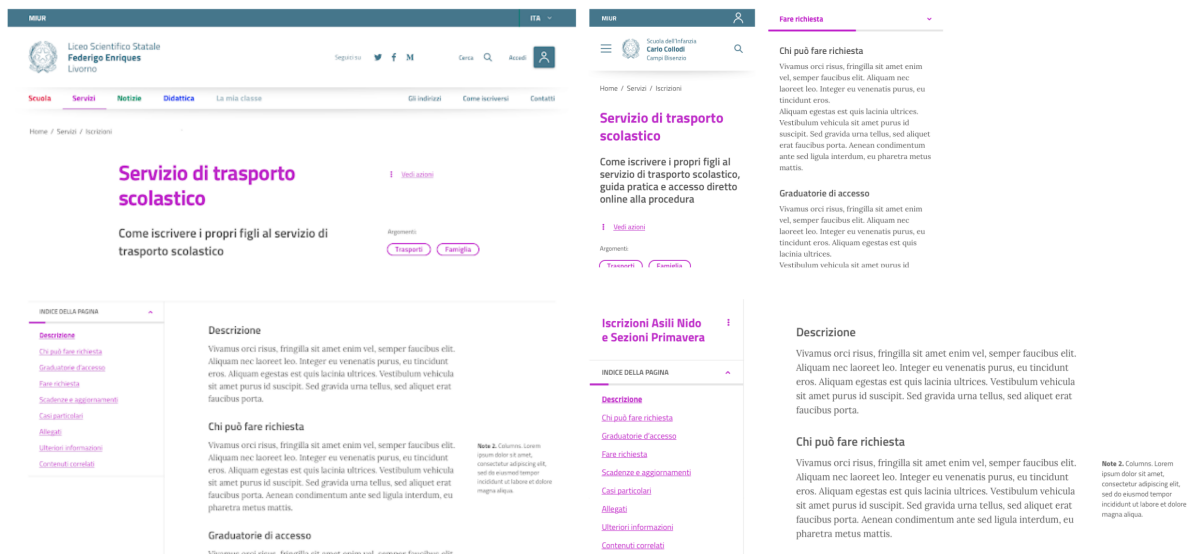 MIUR
ITA
Liceo Scientifico Statale
Federigo Enriques
Livorno
Seguici su
M
Cerca
Accedi
Scuola
Servizi
Notizie
Didattica
La mia classe
Gli indirizzi
Come iscriversi
Contatti
Home / Servizi / Iscrizioni
Servizio di trasporto
scolastico
Vedi azioni
Come iscrivere i propri figli al servizio di
trasporto scolastico
Argomenti
Trasporti
Famiglia
MIUR
Scuola dell'Infanzia
Carlo Collodi
Campi Bisenzio
Home / Servizi / Iscrizioni
Servizio di trasporto
scolastico
Come iscrivere i propri figli al
servizio di trasporto scolastico,
guida pratica e accesso diretto
online alla procedura
Vedi azioni
Argomenti
Trasporti
Famiglia
Fare richiesta
Chi può fare richiesta
Vivamus orci risus, fringilla sit amet enim
vel, semper faucibus elit. Aliquam nec
laoreet leo. Integer eu venenatis purus, eu
tincidunt eros.
Aliquam egestas est quis lacinia ultrices.
Vestibulum vehicula sit amet purus id
suscipit. Sed gravida urna tellus, sed aliquet
erat faucibus porta. Aenean condimentum
ante sed ligula interdum, eu pharetra metus
mattis.
Graduatorie di accesso
Vivamus orci risus, fringilla sit amet enim
vel, semper faucibus elit. Aliquam nec
laoreet leo. Integer eu venenatis purus, eu
tincidunt eros. Aliquam egestas est quis
lacinia ultrices.
Vestibulum vehicula sit amet purus id
INDICE DELLA PAGINA
Descrizione
Chi può fare richiesta
Graduatorie d'accesso
Fare richiesta
Scadenze e aggiornamenti
Casi particolari
Allegati
Ulteriori informazioni
Contenuti correlati
Descrizione
Vivamus orci risus, fringilla sit amet enim vel, semper faucibus elit.
Aliquam nec laoreet leo. Integer eu venenatis purus, eu tincidunt
eros. Aliquam egestas est quis lacinia ultrices. Vestibulum vehicula
sit amet purus id suscipit. Sed gravida urna tellus, sed aliquet erat
faucibus porta.
Chi può fare richiesta
Vivamus orci risus, fringilla sit amet enim vel, semper faucibus elit.
Aliquam nec laoreet leo. Integer eu venenatis purus, eu tincidunt
eros. Aliquam egestas est quis lacinia ultrices. Vestibulum vehicula
sit amet purus id suscipit. Sed gravida urna tellus, sed aliquet erat
faucibus porta. Aenean condimentum ante sed ligula interdum, eu
pharetra metus mattis.
Note 2. Columns. Lorem
ipsum dolor sit amet,
consectetur adipiscing elit,
sed do eiusmod tempor
incididunt ut labore et dolore
magna aliqua.
Graduatorie di accesso
Vivamus orci risus, fringilla sit amet enim vel, semper faucibus elit.
Iscrizioni Asili Nido
e Sezioni Primavera
INDICE DELLA PAGINA
Descrizione
Chi può fare richiesta
Graduatorie d'accesso
Fare richiesta
Scadenze e aggiornamenti
Casi particolari
Allegati
Ulteriori informazioni
Contenuti correlati
Descrizione
Vivamus orci risus, fringilla sit amet enim vel, semper faucibus elit.
Aliquam nec laoreet leo. Integer eu venenatis purus, eu tincidunt
eros. Aliquam egestas est quis lacinia ultrices. Vestibulum vehicula
sit amet purus id suscipit. Sed gravida urna tellus, sed aliquet erat
faucibus porta.
Chi può fare richiesta
Vivamus orci risus, fringilla sit amet enim vel, semper faucibus elit.
Aliquam nec laoreet leo. Integer eu venenatis purus, eu tincidunt
eros. Aliquam egestas est quis lacinia ultrices. Vestibulum vehicula
sit amet purus id suscipit. Sed gravida urna tellus, sed aliquet erat
faucibus porta. Aenean condimentum ante sed ligula interdum, eu
pharetra metus mattis.
Note 2. Columns. Lorem
ipsum dolor sit amet,
consectetur adipiscing elit,
sed do eiusmod tempor
incididunt ut labore et dolore
magna aliqua.